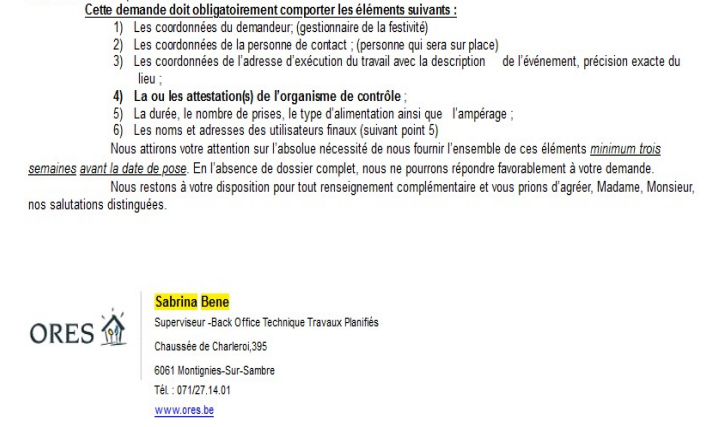 Cette demande doit obligatoirement comporter les éléments suivants :
1) Les coordonnées du demandeur; (gestionnaire de la festivité)
2) Les coordonnées de la personne de contact ; (personne qui sera sur place)
3) Les coordonnées de l'adresse d'exécution du travail avec la description de l'événement, précision exacte du
lieu ;
4) La ou les attestation(s) de l'organisme de contrôle ;
5) La durée, le nombre de prises, le type d'alimentation ainsi que l'ampérage ;
6) Les noms et adresses des utilisateurs finaux (suivant point 5)
Nous attirons votre attention sur l'absolue nécessité de nous fournir l'ensemble de ces éléments minimum trois
semaines avant la date de pose. En l'absence de dossier complet, nous ne pourrons répondre favorablement à votre demande.
Nous restons à votre disposition pour tout renseignement complémentaire et vous prions d'agréer, Madame, Monsieur,
nos salutations distinguées.
Sabrina Bene
ORES
Superviseur -Back Office Technique Travaux Planifiés
Chaussée de Charleroi,395
6061 Montignies-Sur-Sambre
Tél. : 071/27.14.01
www.ores.be